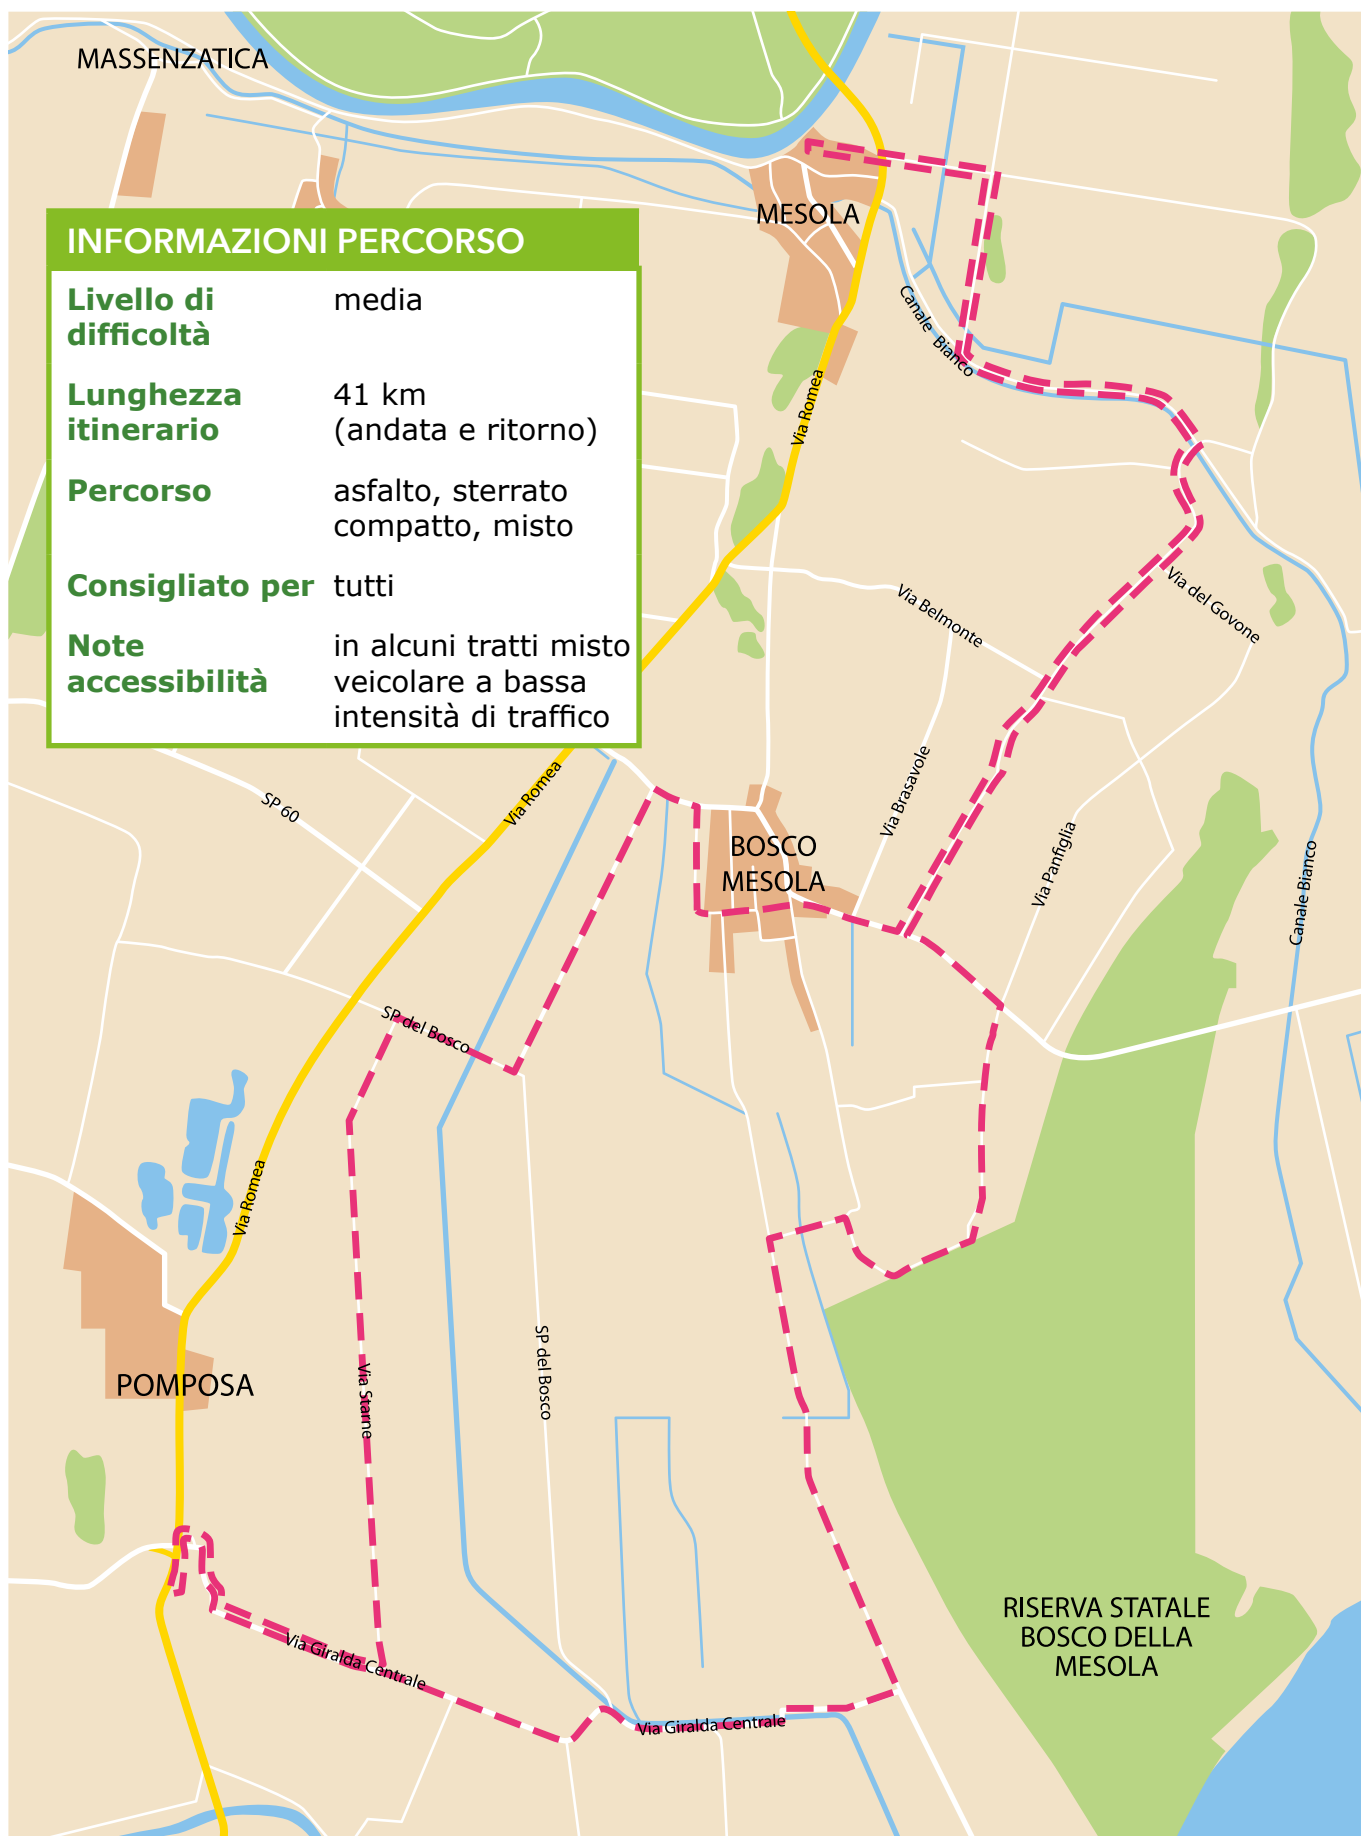 MASSENZATICA
MESOLA
INFORMAZIONI PERCORSO
Livello di
difficoltà
media
Lunghezza
itinerario
41 km
(andata e ritorno)
Percorso
asfalto, sterrato
compatto, misto
Consigliato per
tutti
Note
accessibilità
in alcuni tratti misto
veicolare a bassa
intensità di traffico
Canale Bianco
Via Romea
Via Belmonte
Via del Govone
Via Romea
SP 60
Via Brasavole
BOSCO
MESOLA
Via Panfiglia
Canale Bianco
SP del Bosco
Via Romea
SP del Bosco
Via Starne
POMPOSA
RISERVA STATALE
BOSCO DELLA
MESOLA
Via Giralda Centrale
Via Giralda Centrale